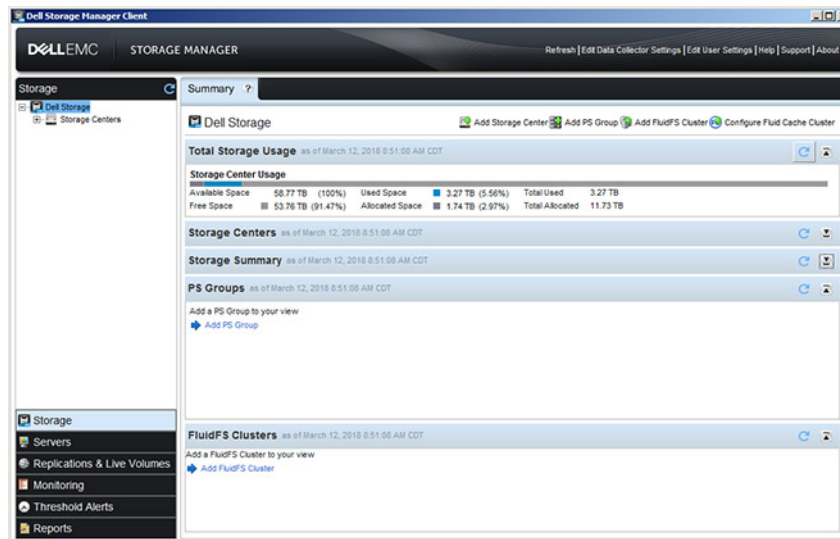 Dell Storage Manager Client
DELLEMC STORAGE MANAGER
Refresh | Edit Data Collector Settings | Edit User Settings | Help | Support | About
Storage
Summary ?
Dell Storage
Storage Centers
Dell Storage
Add Storage Center Add PS Group Add FluidFS Cluster Configure Fluid Cache Cluster
Total Storage Usage as of March 12, 2018 8:51:08 AM CDT
Storage Center Usage
Available Space 58.77 TB (100%) Used Space 3.27 TB (5.56%) Total Used 3.27 TB
Free Space 53.76 TB (91.47%) Allocated Space 1.74 TB (2.97%) Total Allocated 11.73 TB
Storage Centers as of March 12, 2018 8:51:08 AM CDT
Storage Summary as of March 12, 2018 8:51:08 AM CDT
PS Groups as of March 12, 2018 8:51:08 AM CDT
Add a PS Group to your view
Add PS Group
FluidFS Clusters as of March 12, 2018 8:51:08 AM CDT
Add a FluidFS Cluster to your view
Add FluidFS Cluster
Storage
Servers
Replications & Live Volumes
Monitoring
Threshold Alerts
Reports